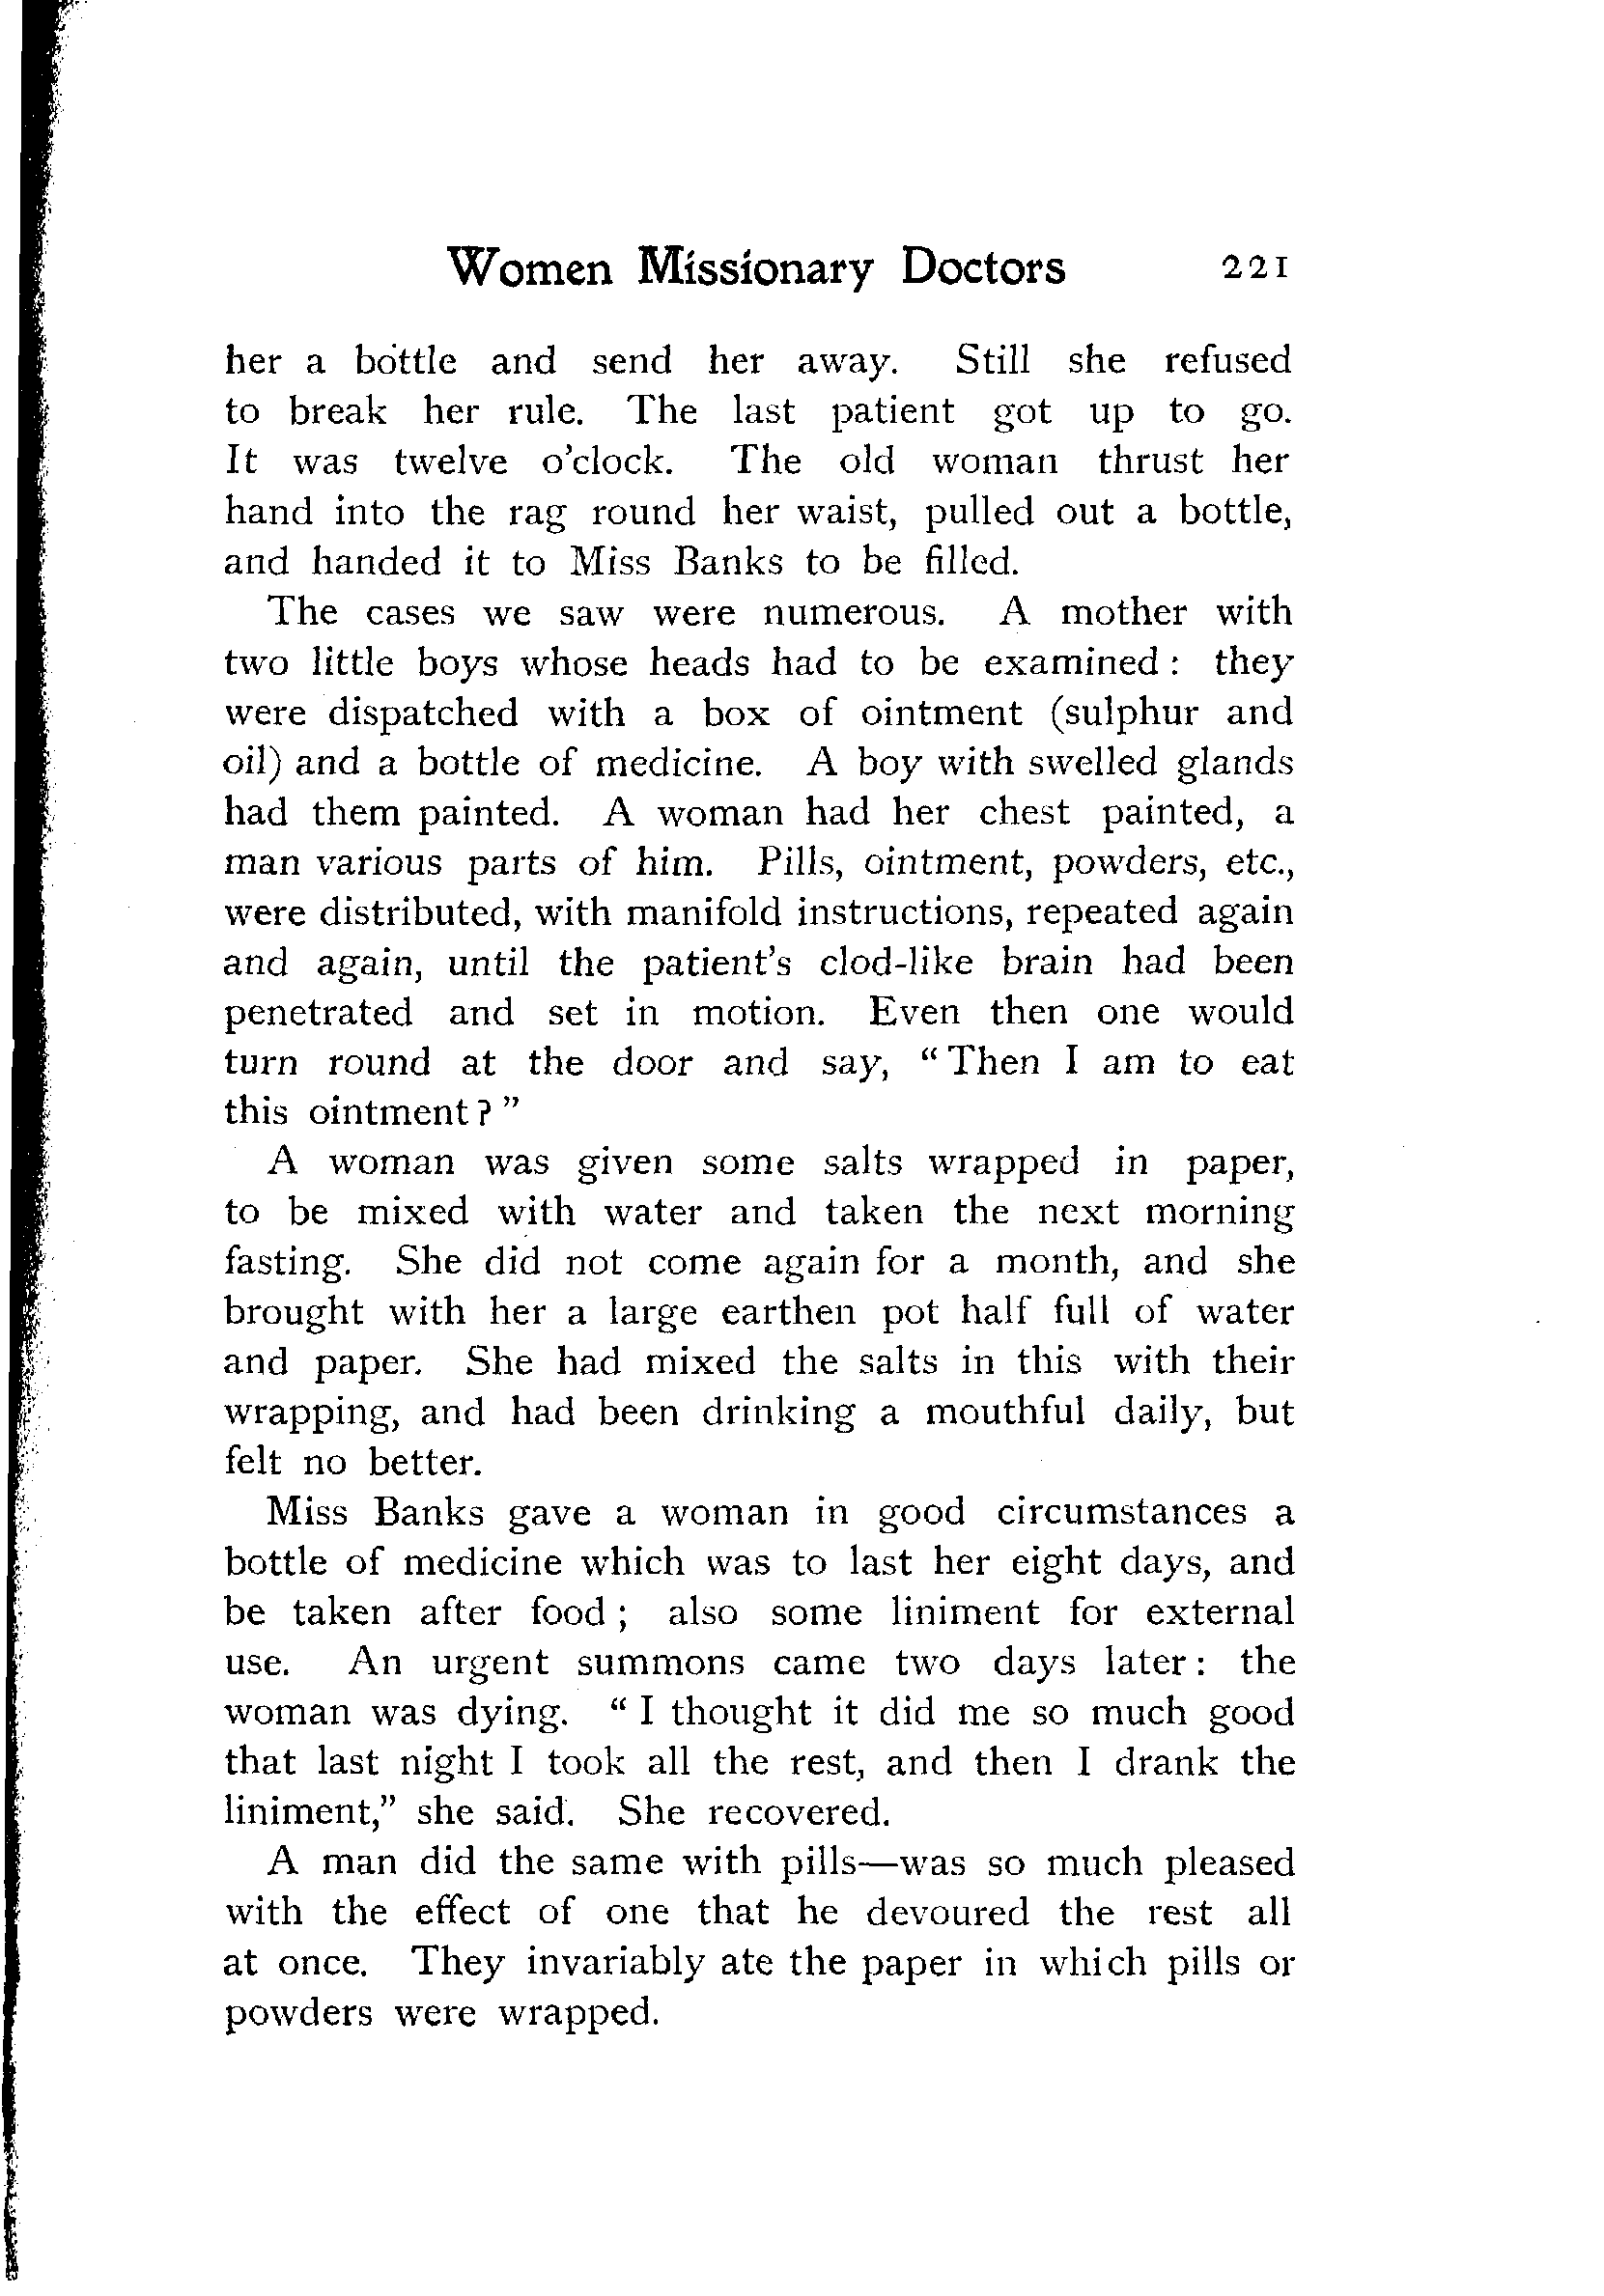 Women Missionary Doctors 221
her a bottle and send her away. Still she refused
to break her rule. The last patient got up to go.
It was twelve o'clock. The old woman thrust her
hand into the rag round her waist, pulled out a bottle,
and handed it to Miss Banks to be filled.
The cases we saw were numerous. A mother with
two little boys whose heads had to be examined: they
were dispatched with a box of ointment (sulphur and
oil) and a bottle of medicine. A boy with swelled glands
had them painted. A woman had her chest painted, a
man various parts of him. Pills, ointment, powders, etc.,
were distributed, with manifold instructions, repeated again
and again, until the patient's clod-like brain had been
penetrated and set in motion. Even then one would
turn round at the door and say, "Then I am to eat
this ointment?"
A woman was given some salts wrapped in paper,
to be mixed with water and taken the next morning
fasting. She did not come again for a month, and she
brought with her a large earthen pot half full of water
and paper. She had mixed the salts in this with their
wrapping, and had been drinking a mouthful daily, but
felt no better.
Miss Banks gave a woman in good circumstances a
bottle of medicine which was to last her eight days, and
be taken after food; also some liniment for external
use. An urgent summons came two days later: the
woman was dying. "I thought it did me so much good
that last night I took all the rest, and then I drank the
liniment," she said. She recovered.
A man did the same with pills—was so much pleased
with the effect of one that he devoured the rest all
at once. They invariably ate the paper in which pills or
powders were wrapped.